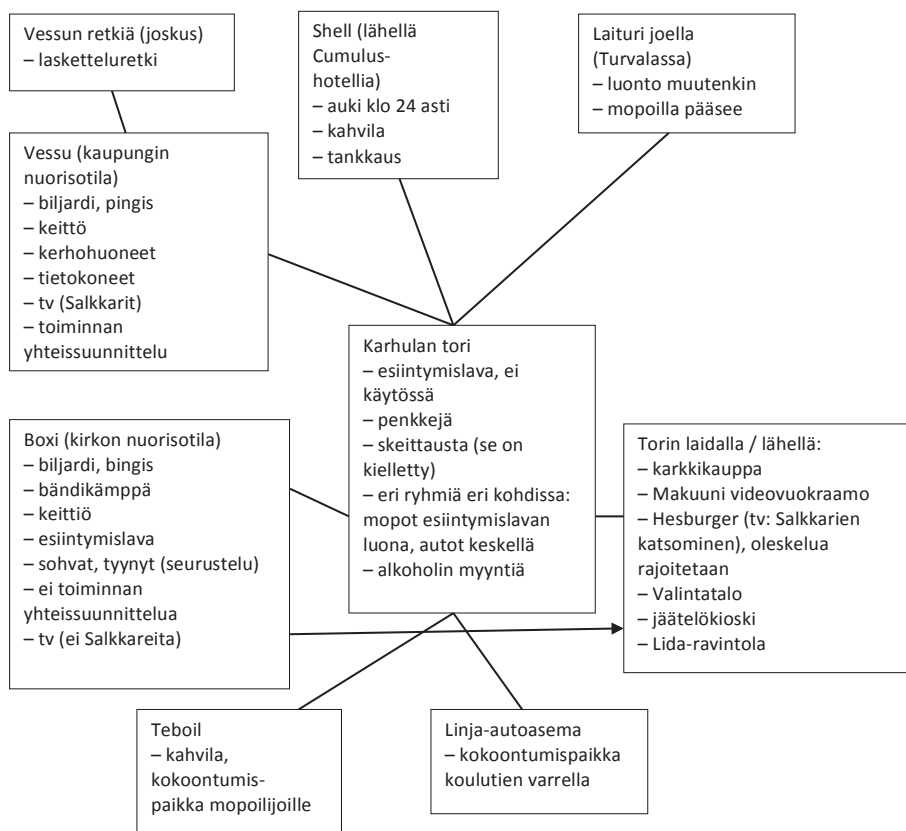 Vessun retkiä (joskus)
– lasketteluretki
Shell (lähellä
Cumulus-
hotellia)
– auki klo 24 asti
– kahvila
– tankkaus
Laituri joella
(Turvalassa)
– luonto muutenkin
– mopoilla pääsee
Vessu (kaupungin
nuorisotila)
– biljardi, pingis
– keittö
– kerhohuoneet
– tietokoneet
– tv (Salkkarit)
– toiminnan
yhteissuunnittelu
Karhulan tori
– esiintymislava, ei
käytössä
– penkkejä
– skeittausta (se on
kielletty)
– eri ryhmiä eri kohdissa:
mopot esiintymislavan
luona, autot keskellä
– alkoholin myyntiä
Boxi (kirkon nuorisotila)
– biljardi, bingis
– bändikämppä
– keittiö
– esiintymislava
– sohvat, tyynyt (seurustelu)
– ei toiminnan
yhteissuunnittelua
– tv (ei Salkkareita)
Torin laidalla / lähellä:
– karkkikauppa
– Makuuni videovuokraamo
– Hesburger (tv: Salkkarien
katsominen), oleskelua
rajoitetaan
– Valintatalo
– jäätelökioski
– Lida-ravintola
Teboil
– kahvila,
kokoontumis-
paikka mopoilijoille
Linja-autoasema
– kokoontumispaikka
koulutien varrella